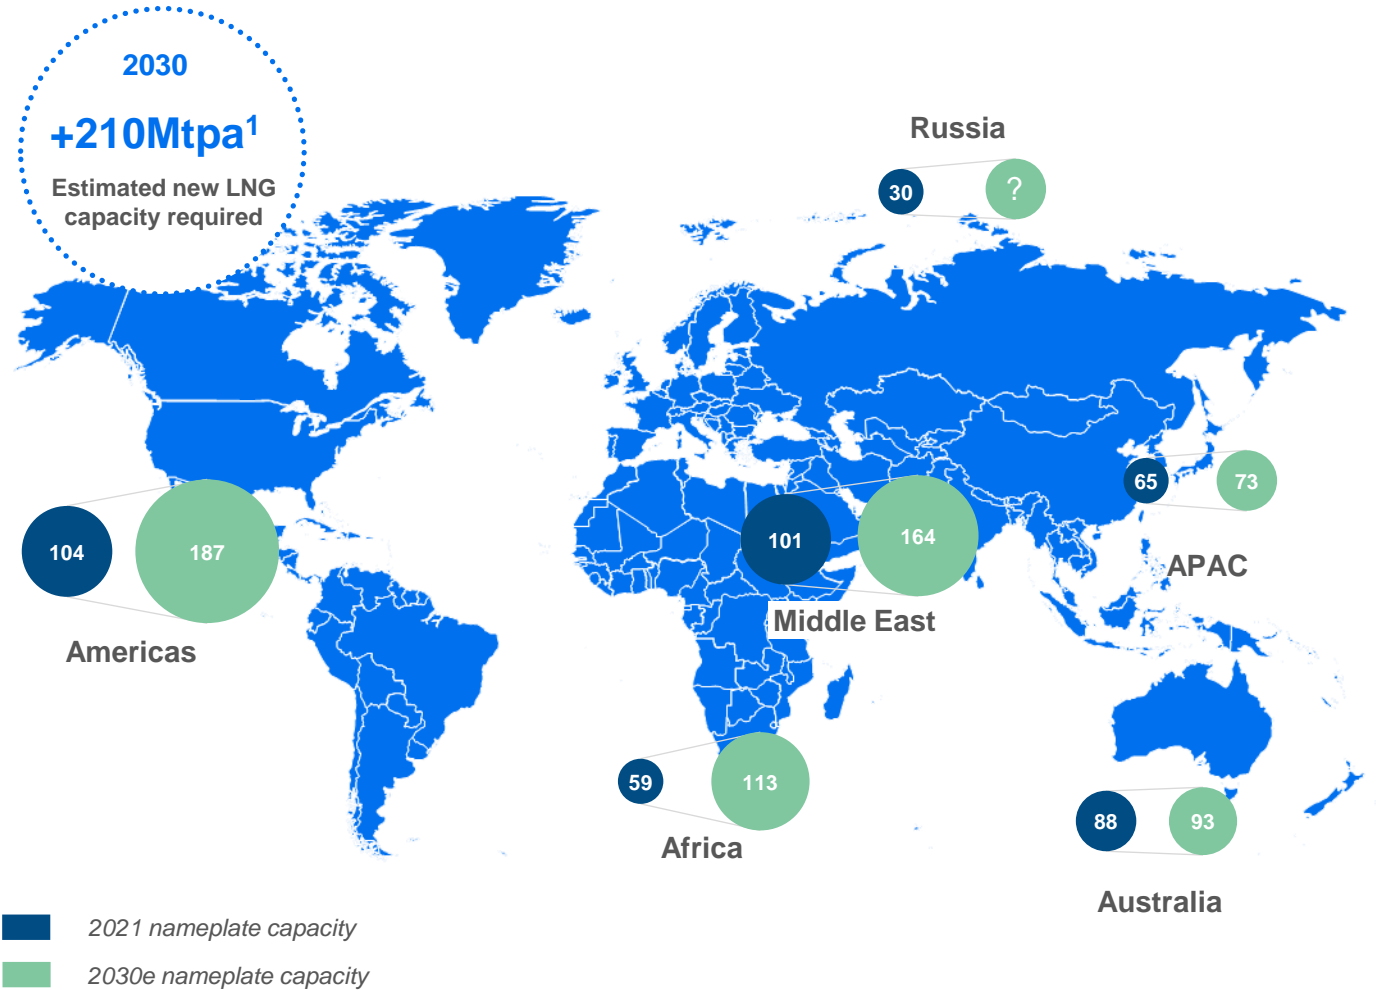 2030
+210Mtpa¹
Estimated new LNG
capacity required
Russia
30
?
65
73
APAC
104
187
Americas
101
164
Middle East
59
113
Africa
88
93
Australia
2021 nameplate capacity
2030e nameplate capacity